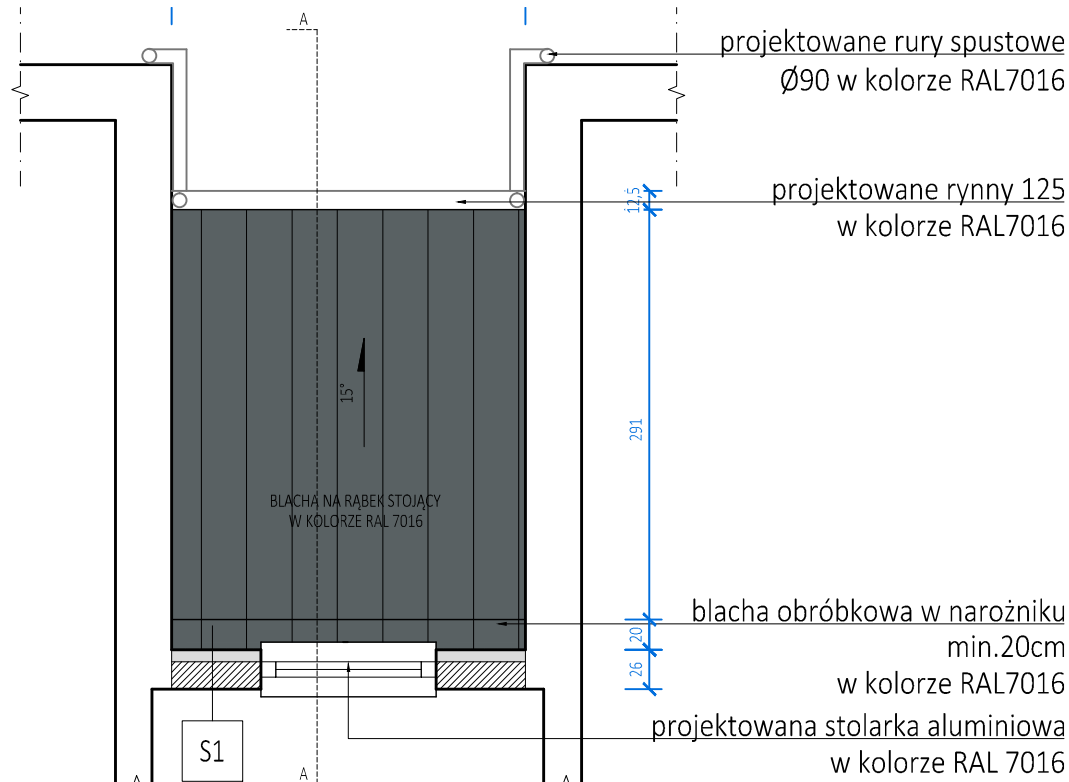 A
projektowane rury spustowe
Ø90 w kolorze RAL7016
projektowane rynny 125
w kolorze RAL7016
12,5
291
15°
BLACHA NA RĄBEK STOJĄCY
W KOLORZE RAL 7016
blacha obróbkowa w narożniku
min.20cm
w kolorze RAL7016
20
26
projektowana stolarka aluminiowa
w kolorze RAL 7016
S1
A
A
A